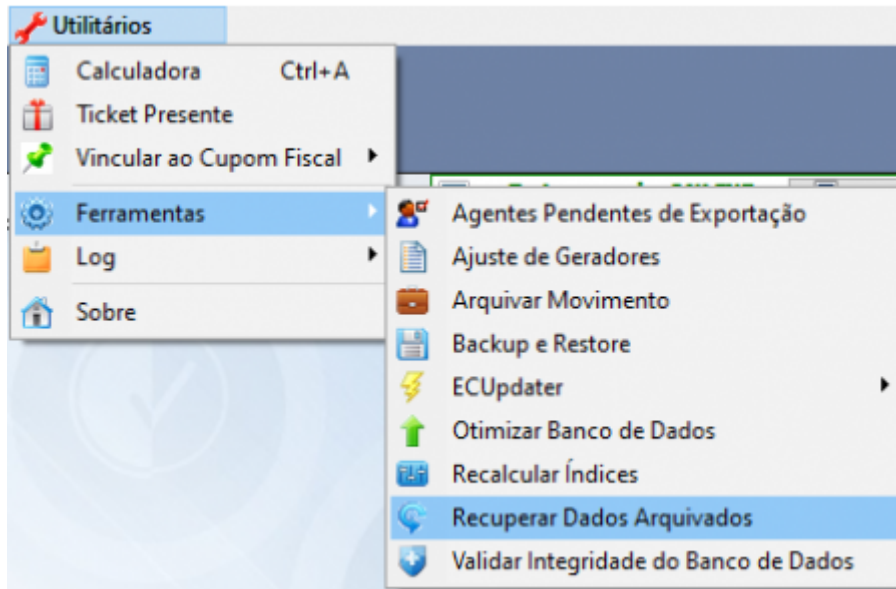 Utilitários
Calculadora Ctrl+A
Ticket Presente
Vincular ao Cupom Fiscal
Ferramentas
Log
Sobre
Agentes Pendentes de Exportação
Ajuste de Geradores
Arquivar Movimento
Backup e Restore
ECUpdater
Otimizar Banco de Dados
Recalcular Índices
Recuperar Dados Arquivados
Validar Integridade do Banco de Dados